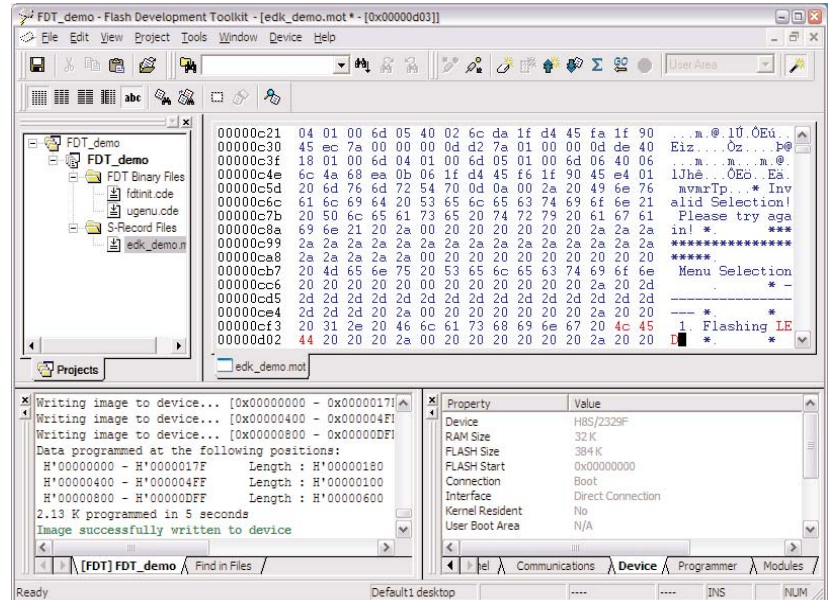 FDT_demo - Flash Development Toolkit - [edk_demo.mot * - [0x00000d03]]
File Edit View Project Tools Window Device Help
User Area
abc
FDT_demo
FDT_demo
FDT Binary Files
fdtinit.cde
ugenu.cde
S-Record Files
edk_demo.m
Projects
00000c21 04 01 00 6d 05 40 02 6c da 1f d4 45 fa 1f 90 ...m.@.lÚ.ÔEú..
00000c30 45 ec 7a 00 00 00 0d d2 7a 01 00 00 0d de 40 Eìz....Òz....Þ@
00000c3f 18 01 00 6d 04 01 00 6d 05 01 00 6d 06 40 06 ...m...m...m.@.
00000c4e 6c 4a 68 ea 0b 06 1f d4 45 f6 1f 90 45 e4 01 lJhê...ÔEö..Eä.
00000c5d 20 6d 76 6d 72 54 70 0d 0a 00 2a 20 49 6e 76 mvmrTp...* Inv
00000c6c 61 6c 69 64 20 53 65 6c 65 63 74 69 6f 6e 21 alid Selection!
00000c7b 20 50 6c 65 61 73 65 20 74 72 79 20 61 67 61 Please try aga
00000c8a 69 6e 21 20 2a 00 20 20 20 20 20 20 2a 2a 2a in! *. ***
00000c99 2a 2a 2a 2a 2a 2a 2a 2a 2a 2a 2a 2a 2a 2a 2a ***************
00000ca8 2a 2a 2a 2a 2a 00 20 20 20 20 20 20 20 20 20 *****.
00000cb7 20 4d 65 6e 75 20 53 65 6c 65 63 74 69 6f 6e Menu Selection
00000cc6 20 20 20 20 20 00 20 20 20 20 20 20 2a 20 2d . * -
00000cd5 2d 2d 2d 2d 2d 2d 2d 2d 2d 2d 2d 2d 2d 2d 2d ---------------
00000ce4 2d 2d 2d 20 2a 00 20 20 20 20 20 20 2a 20 20 --- *. *
00000cf3 20 31 2e 20 46 6c 61 73 68 69 6e 67 20 4c 45 1. Flashing LE
00000d02 44 20 20 20 2a 00 20 20 20 20 20 20 2a 20 20 D *. *
edk_demo.mot
Writing image to device... [0x00000000 - 0x0000017
Writing image to device... [0x00000400 - 0x000004F
Writing image to device... [0x00000800 - 0x00000DF
Data programmed at the following positions:
H'00000000 - H'0000017F Length : H'00000180
H'00000400 - H'000004FF Length : H'00000100
H'00000800 - H'00000DFF Length : H'00000600
2.13 K programmed in 5 seconds
Image successfully written to device
[FDT] FDT_demo Find in Files
Property Value
Device H8S/2329F
RAM Size 32 K
FLASH Size 384 K
FLASH Start 0x00000000
Connection Boot
Interface Direct Connection
Kernel Resident No
User Boot Area N/A
nel Communications Device Programmer Modules
Ready Default1 desktop ---- ---- INS NUM